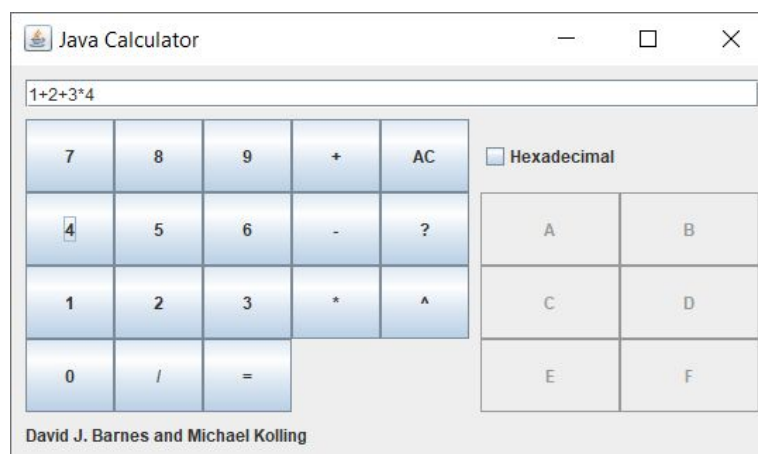 Java Calculator
1+2+3*4
7 8 9 + AC Hexadecimal
4 5 6 - ? A B
1 2 3 * ^ C D
0 / = E F
David J. Barnes and Michael Kolling